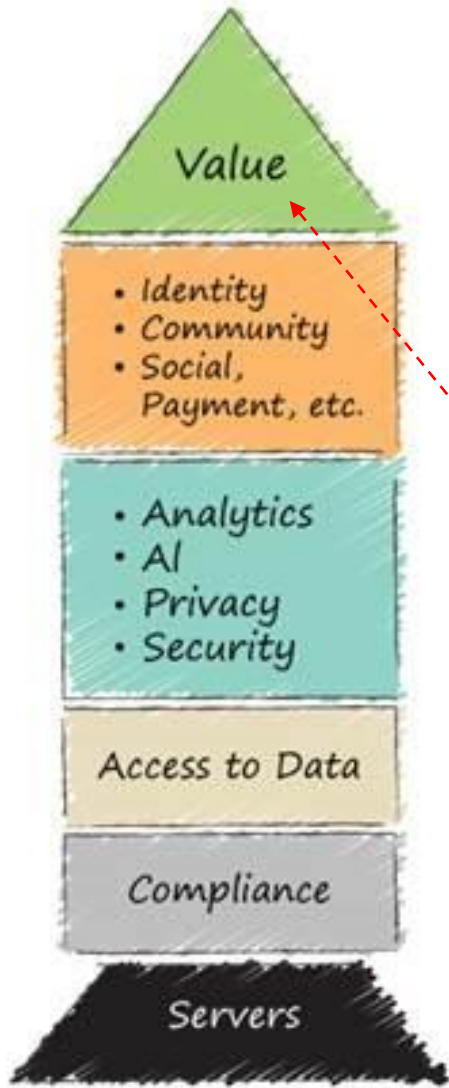 Value
• Identity
• Community
• Social,
Payment, etc.
• Analytics
• AI
• Privacy
• Security
Access to Data
Compliance
Servers